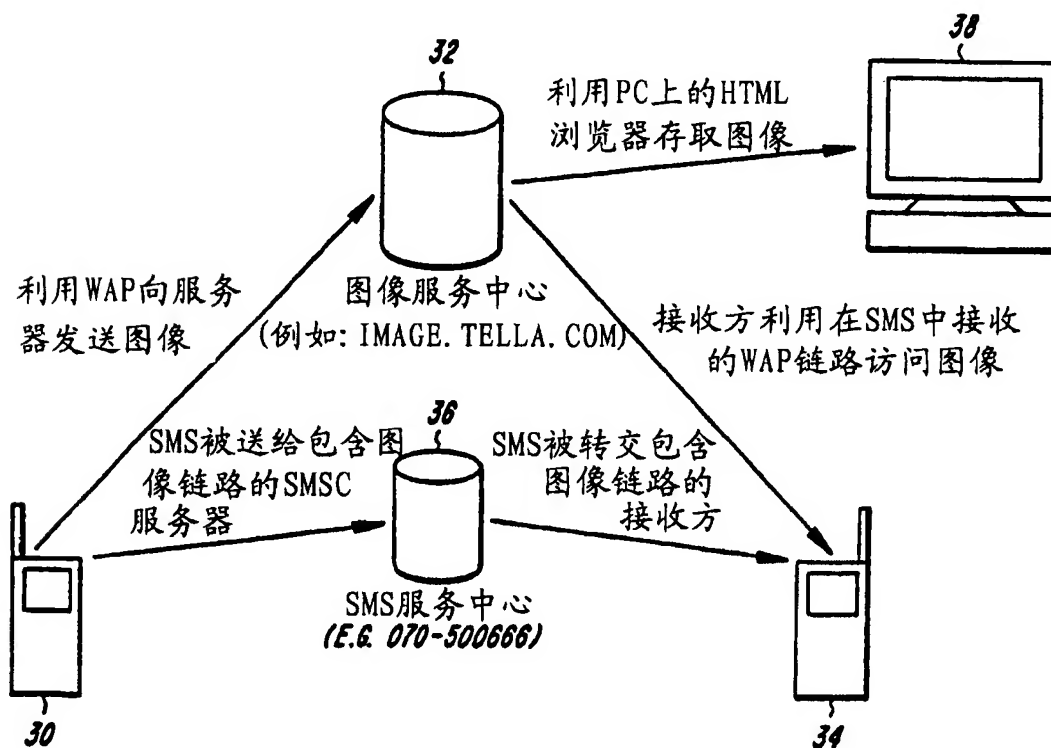 38
32
利用PC上的HTML
浏览器存取图像
利用WAP向服务
器发送图像
图像服务中心
(例如: IMAGE.TELLA.COM)
接收方利用在SMS中接收
的WAP链路访问图像
36
SMS被送给包含图
像链路的SMSC
服务器
SMS被转交包含
图像链路的
接收方
SMS服务中心
(E.G. 070-500666)
30
34